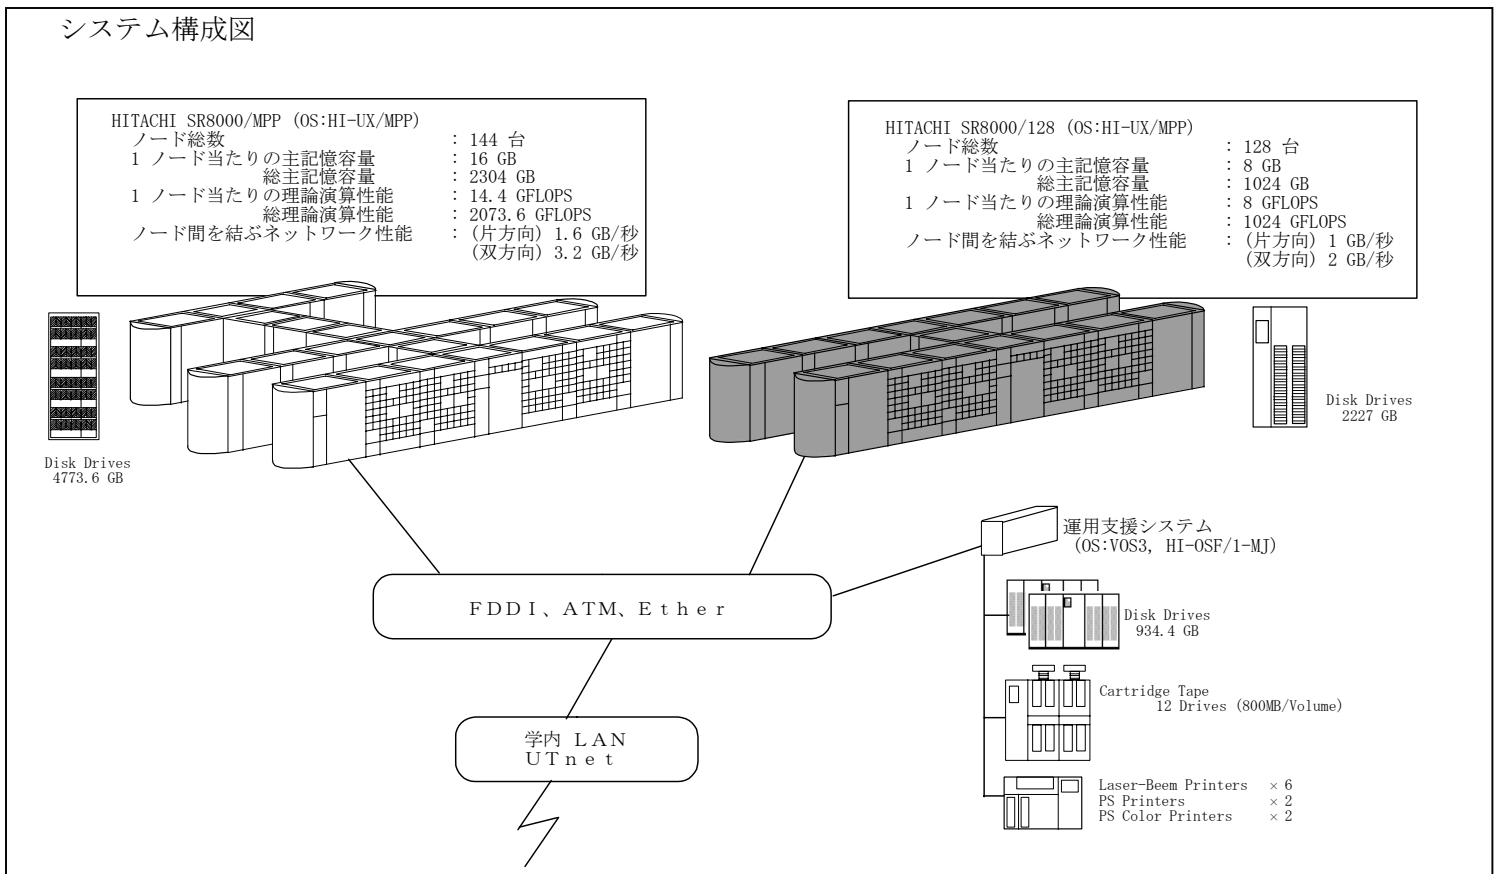 システム構成図
HITACHI SR8000/MPP (OS:HI-UX/MPP)
ノード総数 : 144 台
1 ノード当たりの主記憶容量 : 16 GB
総主記憶容量 : 2304 GB
1 ノード当たりの理論演算性能 : 14.4 GFLOPS
総理論演算性能 : 2073.6 GFLOPS
ノード間を結ぶネットワーク性能 : (片方向) 1.6 GB/秒
(双方向) 3.2 GB/秒
HITACHI SR8000/128 (OS:HI-UX/MPP)
ノード総数 : 128 台
1 ノード当たりの主記憶容量 : 8 GB
総主記憶容量 : 1024 GB
1 ノード当たりの理論演算性能 : 8 GFLOPS
総理論演算性能 : 1024 GFLOPS
ノード間を結ぶネットワーク性能 : (片方向) 1 GB/秒
(双方向) 2 GB/秒
Disk Drives
4773.6 GB
Disk Drives
2227 GB
運用支援システム
(OS:VOS3, HI-OSF/1-MJ)
FDDI、ATM、Ether
Disk Drives
934.4 GB
Cartridge Tape
12 Drives (800MB/Volume)
学内 LAN
UTnet
Laser-Beem Printers × 6
PS Printers × 2
PS Color Printers × 2